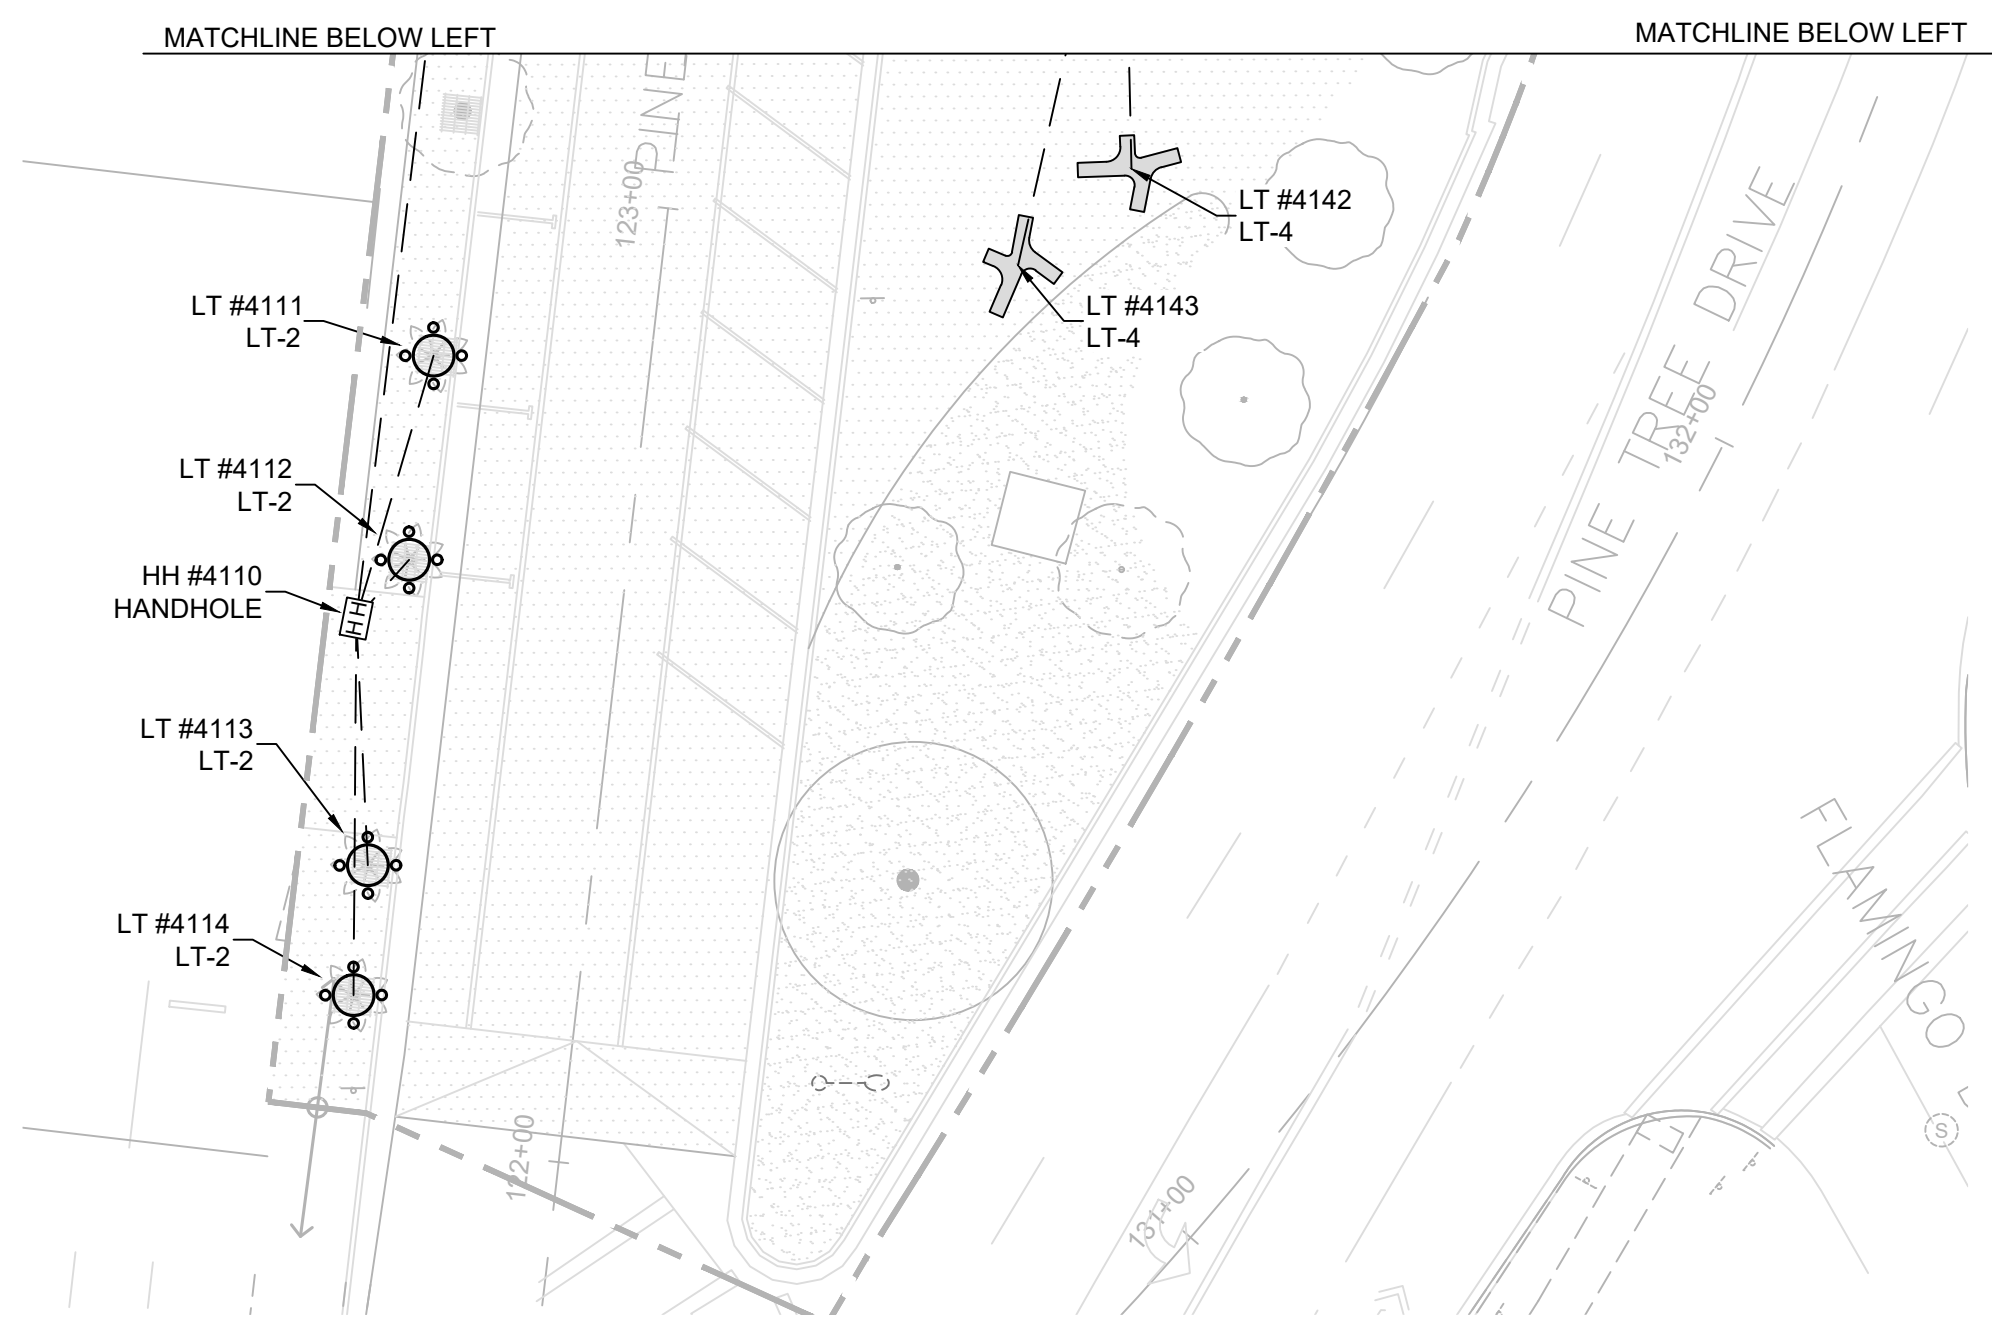 MATCHLINE BELOW LEFT
MATCHLINE BELOW LEFT
PINE
123+00
LT #4142
LT-4
LT #4111
LT-2
LT #4143
LT-4
PINE TREE DRIVE
132+00
LT #4112
LT-2
HH #4110
HANDHOLE
HH
LT #4113
LT-2
FLAMINGO
LT #4114
LT-2
122+00
131+00
S